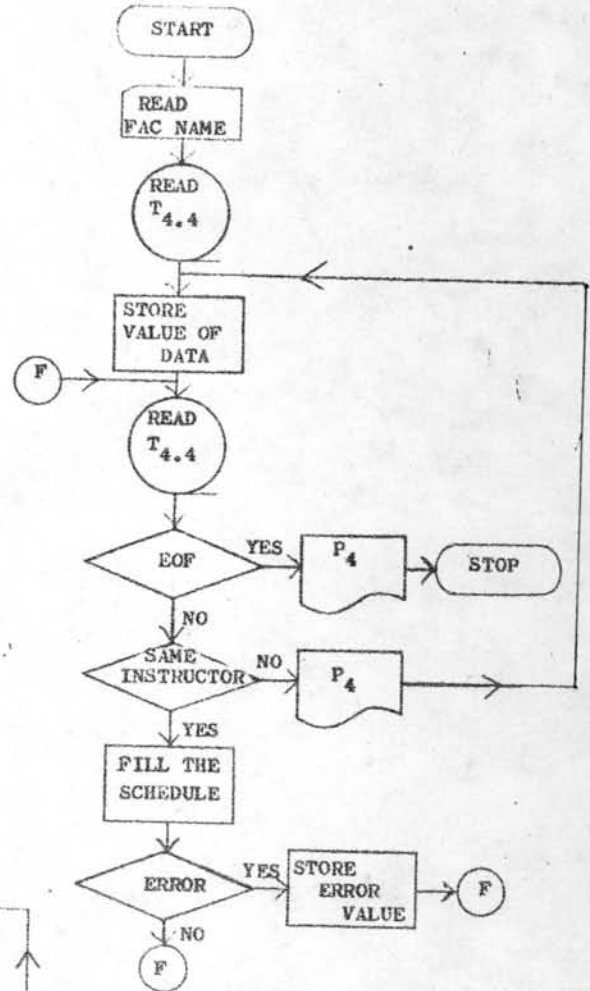 START
READ
FAC NAME
READ
T4.4
STORE
VALUE OF
DATA
F
READ
T4.4
EOF
YES
P4
STOP
NO
SAME
INSTRUCTOR
NO
P4
YES
FILL THE
SCHEDULE
ERROR
YES
STORE
ERROR
VALUE
F
NO
F